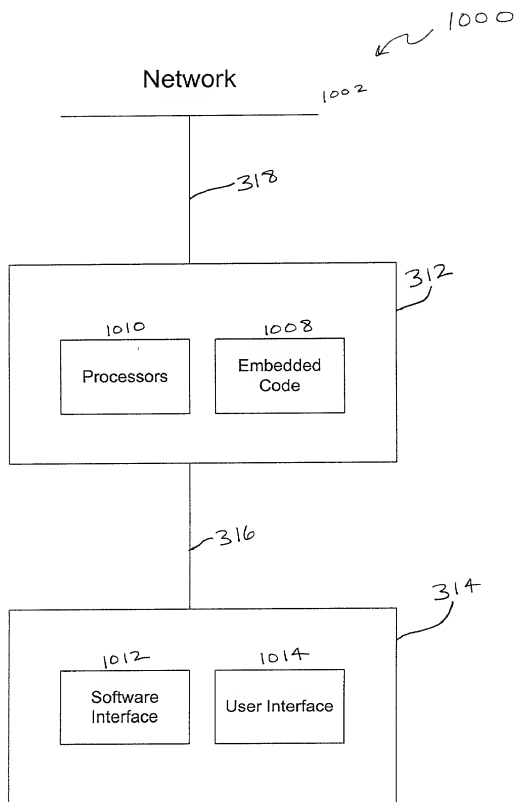 1000
Network
1002
318
312
1010
1008
Processors
Embedded
Code
316
314
1012
1014
Software
Interface
User Interface